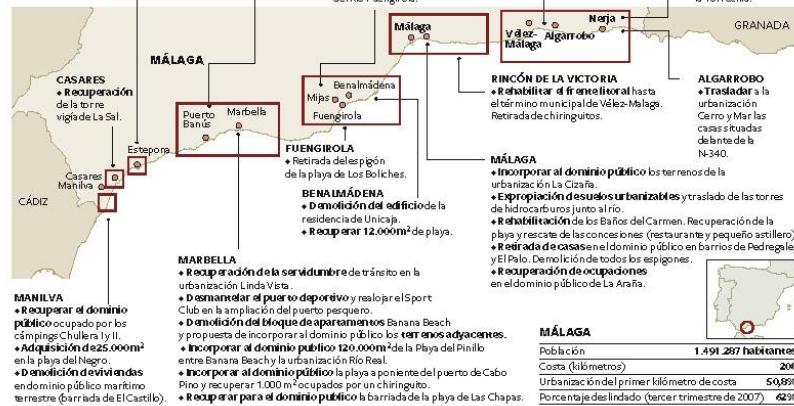 GRANADA
Málaga
Vélez-
Málaga
Algarrobo
Nerja
MÁLAGA
CASARES
◆ Recuperación
de la torre
vigía de La Sal.
Puerto
Banús
Marbella
Mijas
Benalmádena
Fuengirola
Estepona
Casares
Manilva
CÁDIZ
RINCÓN DE LA VICTORIA
◆ Rehabilitar el frente litoral hasta
el término municipal de Vélez-Malaga.
Retirada de chiringuitos.
ALGARROBO
◆ Trasladar a la
urbanización
Cerro y Mar las
casas situadas
delante de la
N-340.
FUENGIROLA
◆ Retirada del espigón
de la playa de Los Boliches.
BENALMÁDENA
◆ Demolición del edificio de la
residencia de Unicaja.
◆ Recuperar 12.000 m² de playa.
MÁLAGA
◆ Incorporar al dominio público los terrenos de la
urbanización La Cizaña.
◆ Expropiación de suelos urbanizables y traslado de las torres
de hidrocarburos junto al río.
◆ Rehabilitación de los Baños del Carmen. Recuperación de la
playa y rescate de las concesiones (restaurante y pequeño astillero)
◆ Retirada de casas en el dominio público en barrios de Pedregale
y El Palo. Demolición de todos los espigones.
◆ Recuperación de ocupaciones
en el dominio público de La Araña.
MARBELLA
◆ Recuperación de la servidumbre de tránsito en la
urbanización Linda Vista.
◆ Desmantelar el puerto deportivo y realojar el Sport
Club en la ampliación del puerto pesquero.
◆ Demolición del bloque de apartamentos Banana Beach
y propuesta de incorporar al dominio público los terrenos adyacentes.
◆ Incorporar al dominio público 120.000 m² de la Playa del Pinillo
entre Banana Beach y la urbanización Río Real.
◆ Incorporar al dominio público la playa a poniente del puerto de Cabo
Pino y recuperar 1.000 m² ocupados por un chiringuito.
◆ Recuperar para el dominio publico la barriada de la playa de Las Chapas.
MANILVA
◆ Recuperar el dominio
público ocupado por los
cámpings Chullera I y II.
◆ Adquisición de 25.000 m²
en la playa del Negro.
◆ Demolición de viviendas
en dominio público marítimo
terrestre (barriada de El Castillo).
MÁLAGA
Población 1.491.287 habitantes
Costa (kilómetros)
Urbanización del primer kilómetro de costa
Porcentaje deslindado (tercer trimestre de 2007)